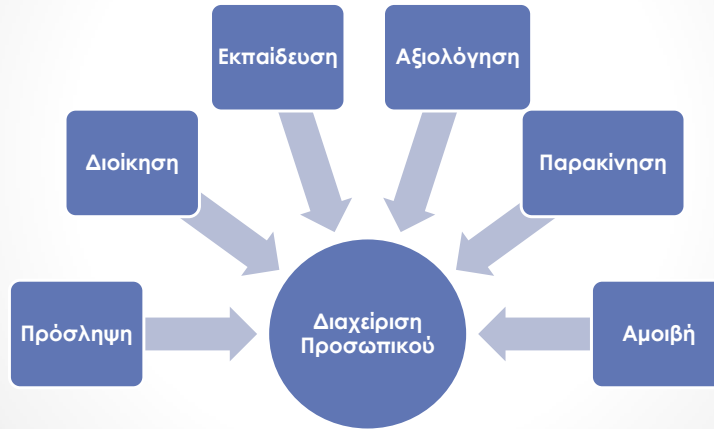 Εκπαίδευση
Αξιολόγηση
Διοίκηση
Παρακίνηση
Πρόσληψη
Διαχείριση
Προσωπικού
Αμοιβή